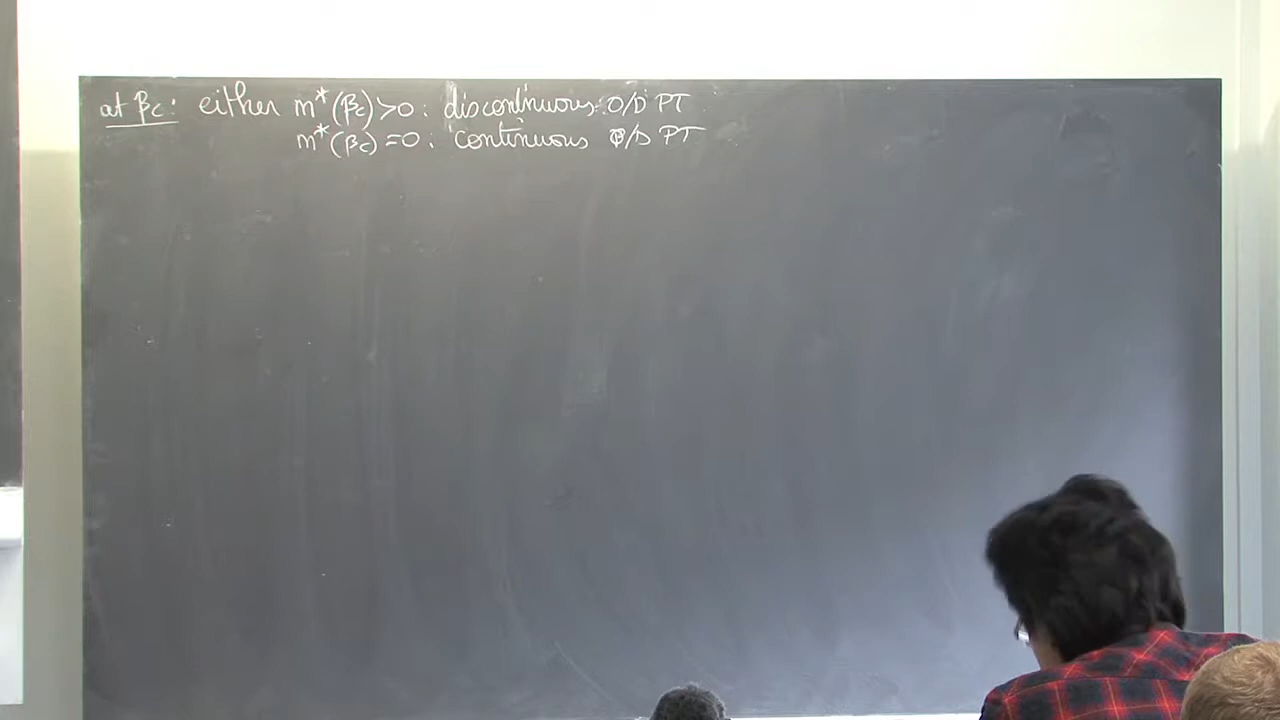 at βc: either m*(βc)>0: discontinuous: O/D PT
m*(βc)=0: continuous O/D PT